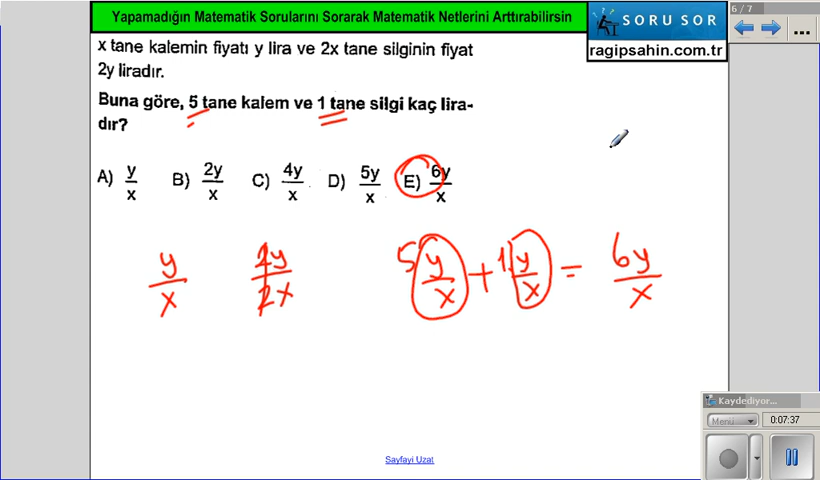 Yapamadığın Matematik Sorularını Sorarak Matematik Netlerini Arttırabilirsin
SORU SOR
ragipsahin.com.tr
6 / 7
...
x tane kalemin fiyatı y lira ve 2x tane silginin fiyat
2y liradır.
Buna göre, 5 tane kalem ve 1 tane silgi kaç lira-
dır?
A) y/x B) 2y/x C) 4y/x D) 5y/x E) 6y/x
y/x 2y/2x 5 y/x + 1 y/x = 6y/x
Kaydediyor...
Menü 0:07:37
Sayfayi Uzat